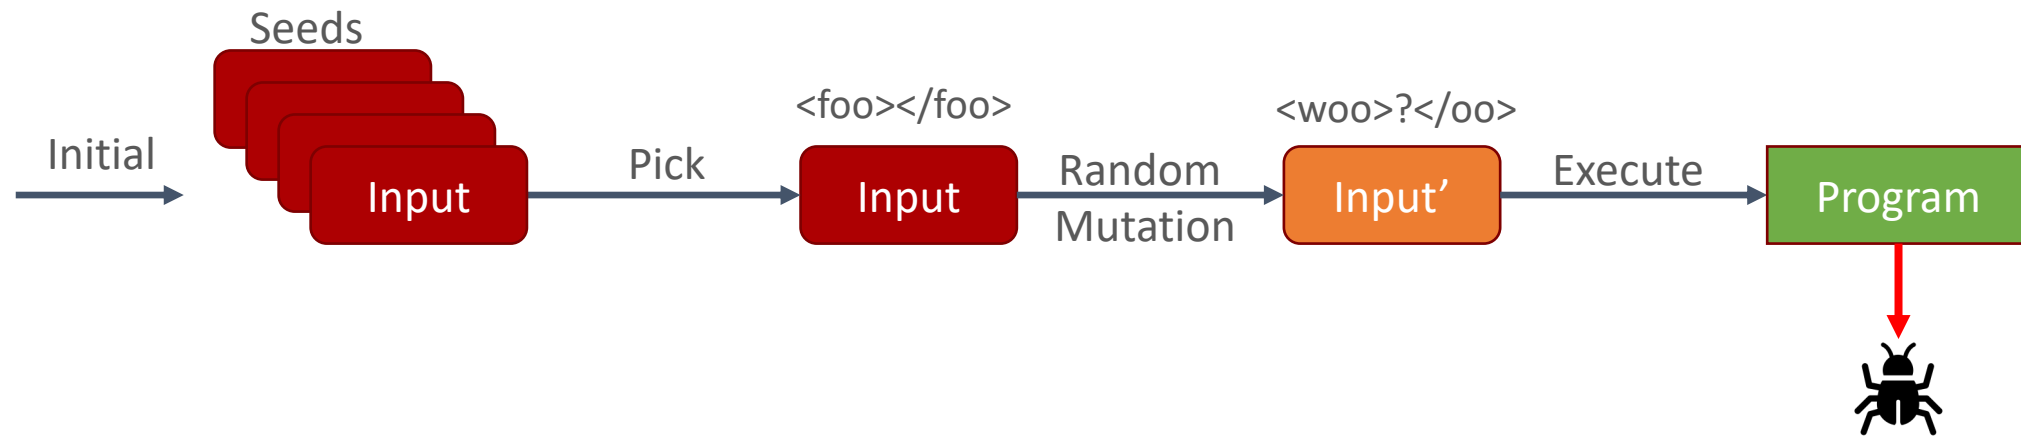 Seeds
Initial
Input
Pick
<foo></foo>
Input
Random
Mutation
<woo>?</oo>
Input’
Execute
Program